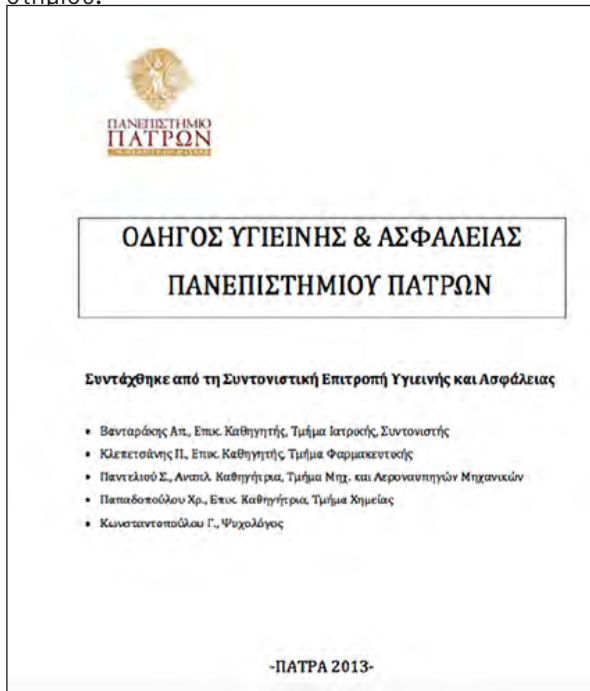 ΠΑΝΕΠΙΣΤΗΜΙΟ
ΠΑΤΡΩΝ
ΟΔΗΓΟΣ ΥΓΙΕΙΝΗΣ & ΑΣΦΑΛΕΙΑΣ
ΠΑΝΕΠΙΣΤΗΜΙΟΥ ΠΑΤΡΩΝ
Συντάχθηκε από τη Συντονιστική Επιτροπή Υγιεινής και Ασφάλειας
• Βανταράκης Απ., Επικ. Καθηγητής, Τμήμα Ιατρικής, Συντονιστής
• Κλεπετσάνης Π., Επικ. Καθηγητής, Τμήμα Φαρμακευτικής
• Παντελιού Σ., Αναπλ. Καθηγήτρια, Τμήμα Μηχ. και Αεροναυπηγών Μηχανικών
• Παπαδοπούλου Χρ., Επικ. Καθηγήτρια, Τμήμα Χημείας
• Κωνσταντοπούλου Γ., Ψυχολόγος
-ΠΑΤΡΑ 2013-